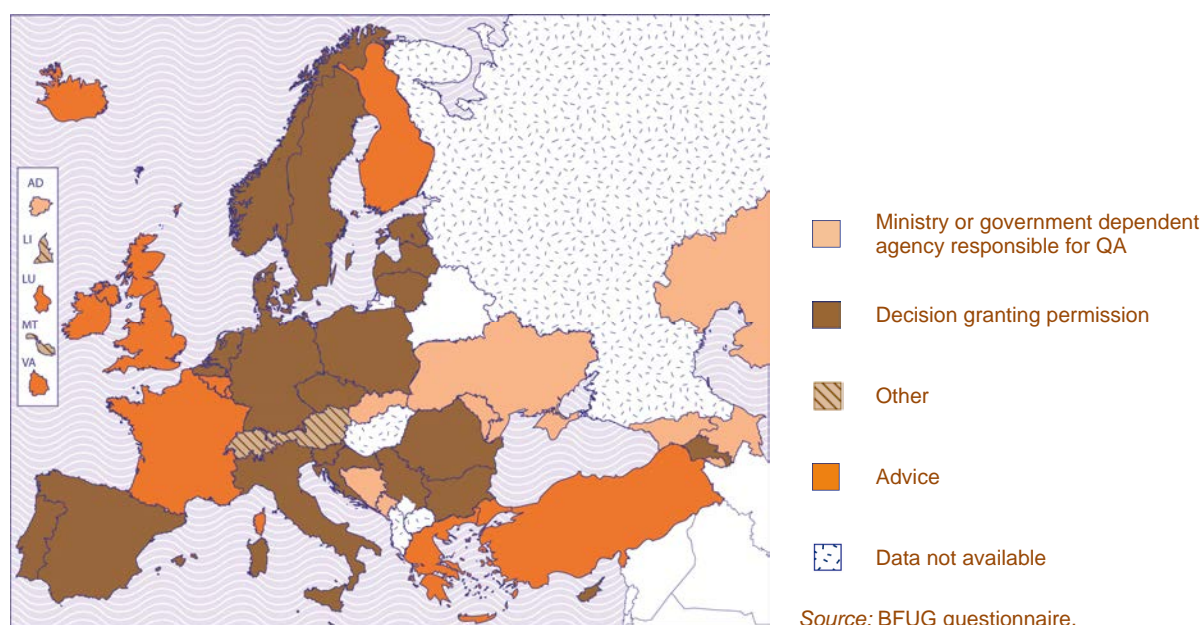 AD
LI
LU
MT
VA
Ministry or government dependent
agency responsible for QA
Decision granting permission
Other
Advice
Data not available
Source: BFUG questionnaire.